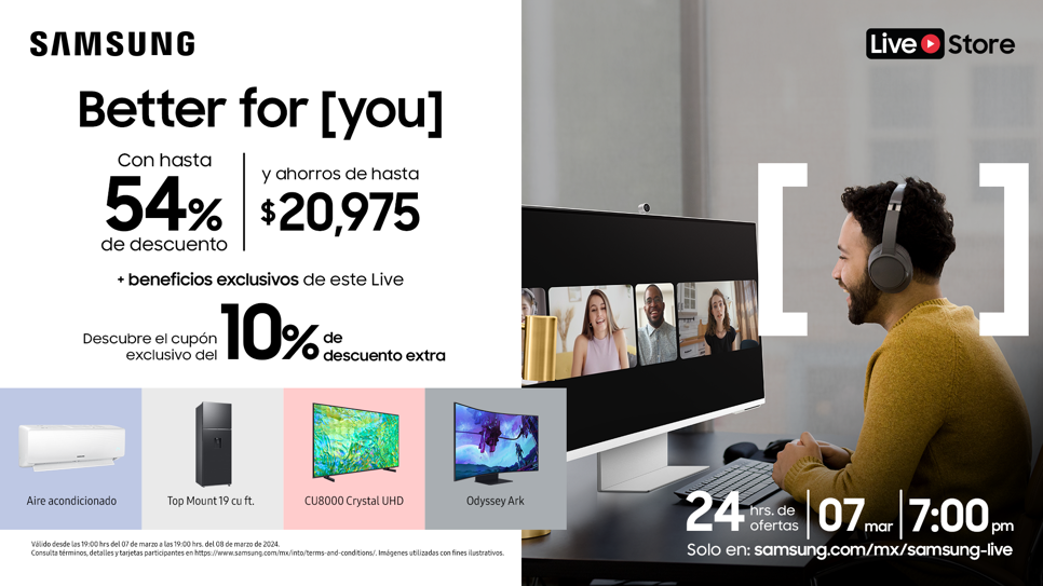 SAMSUNG
Live Store
Better for [you]
Con hasta
54%
de descuento
y ahorros de hasta
$20,975
+ beneficios exclusivos de este Live
Descubre el cupón
exclusivo del
10% de
descuento extra
Aire acondicionado
Top Mount 19 cu ft.
CU8000 Crystal UHD
Odyssey Ark
24 hrs. de
ofertas
07 mar
7:00 pm
Solo en: samsung.com/mx/samsung-live
Válido desde las 19:00 hrs del 07 de marzo a las 19:00 hrs. del 08 de marzo de 2024.
Consulta términos, detalles y tarjetas participantes en https://www.samsung.com/mx/into/terms-and-conditions/. Imágenes utilizadas con fines ilustrativos.